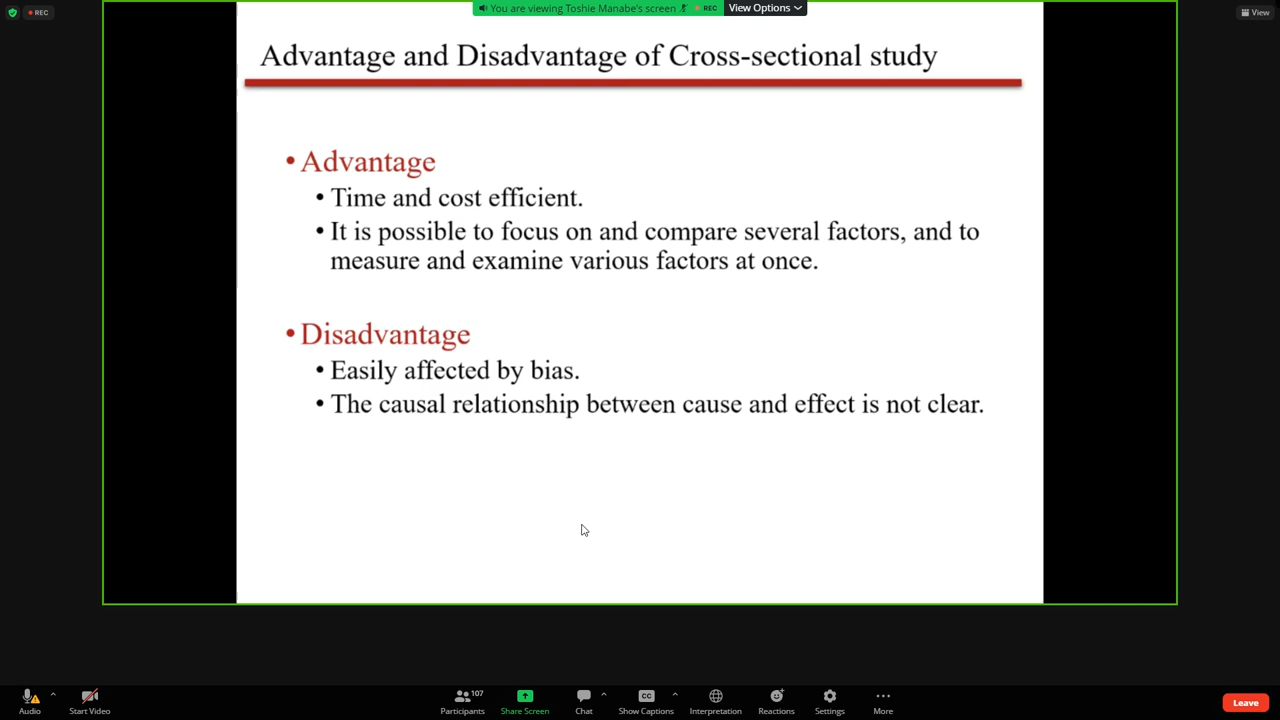 REC
You are viewing Toshie Manabe's screen
REC
View Options
View
Advantage and Disadvantage of Cross-sectional study
• Advantage
• Time and cost efficient.
• It is possible to focus on and compare several factors, and to
measure and examine various factors at once.
• Disadvantage
• Easily affected by bias.
• The causal relationship between cause and effect is not clear.
Audio
Start Video
107
Participants
Share Screen
Chat
CC
Show Captions
Interpretation
Reactions
Settings
More
Leave